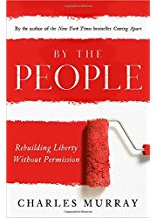 By the author of the New York Times bestseller Coming Apart
BY THE
PEOPLE
Rebuilding Liberty
Without Permission
CHARLES MURRAY